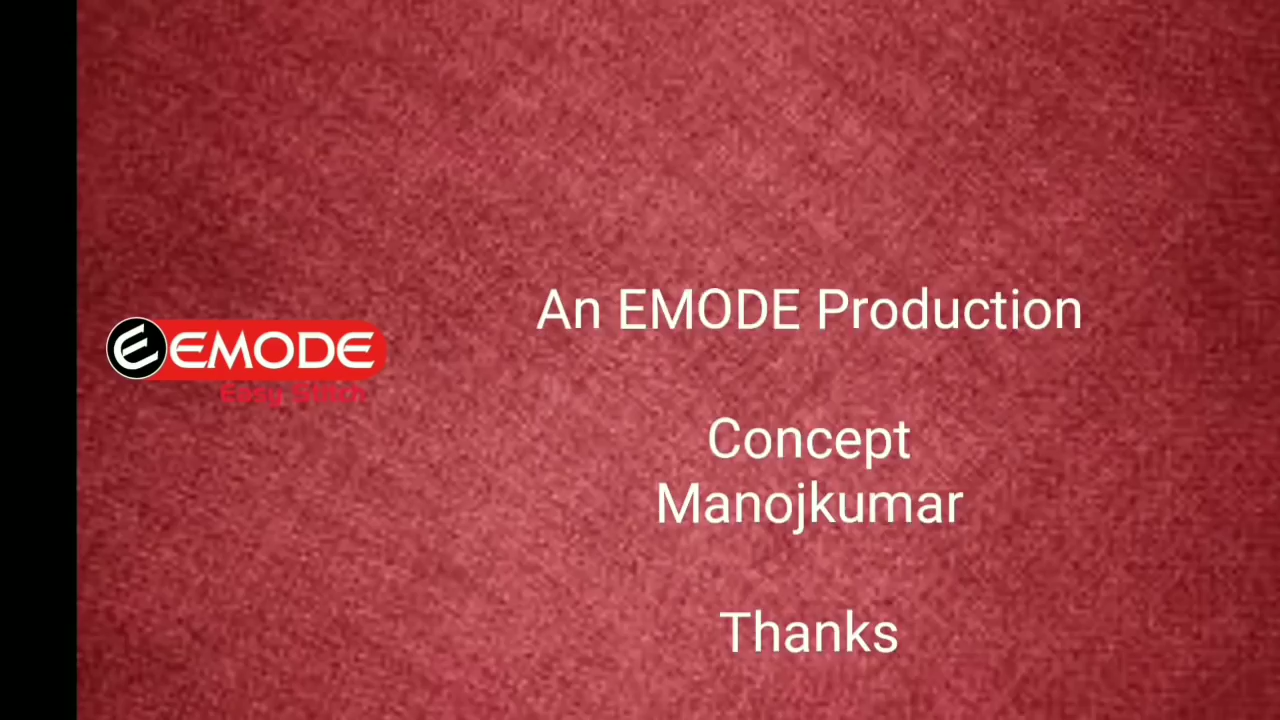 EMODE
Easy Stitch
An EMODE Production
Concept
Manojkumar
Thanks